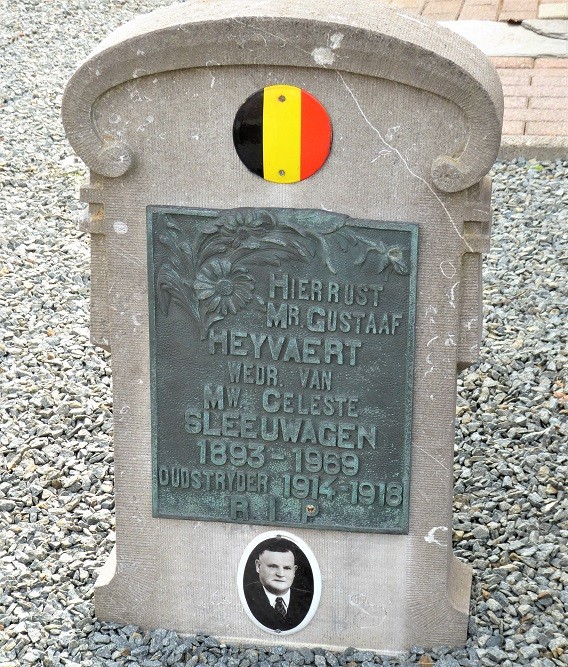 HIER RUST
MR. GUSTAAF
HEYVAERT
WEDR. VAN
MW. CELESTE
SLEEUWAGEN
1893-1969
OUDSTRYDER 1914-1918
R.I.P.